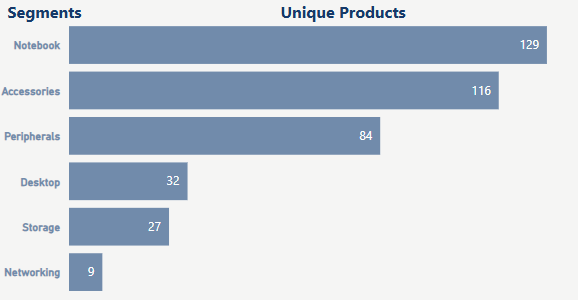 Segments Unique Products
Notebook 129
Accessories 116
Peripherals 84
Desktop 32
Storage 27
Networking 9